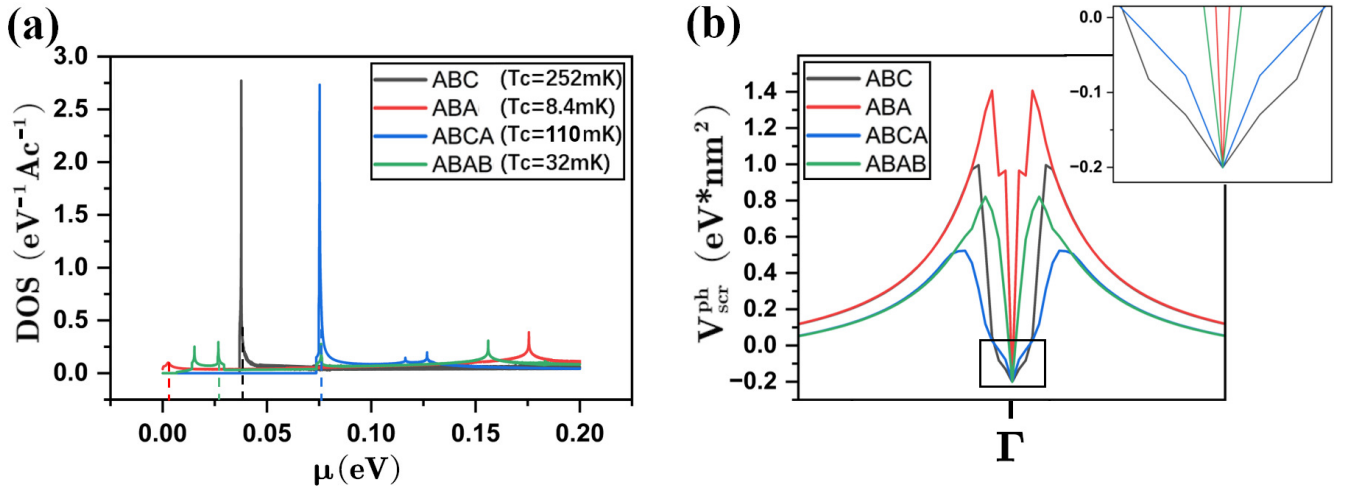 (a)
DOS (eV⁻¹Ac⁻¹)
3.0
2.5
2.0
1.5
1.0
0.5
0.0
ABC (Tc=252mK)
ABA (Tc=8.4mK)
ABCA (Tc=110mK)
ABAB (Tc=32mK)
0.00 0.05 0.10 0.15 0.20
μ(eV)
(b)
V^ph_scr (eV*nm²)
1.4
1.2
1.0
0.8
0.6
0.4
0.2
0.0
−0.2
ABC
ABA
ABCA
ABAB
0.0
−0.1
−0.2
Γ